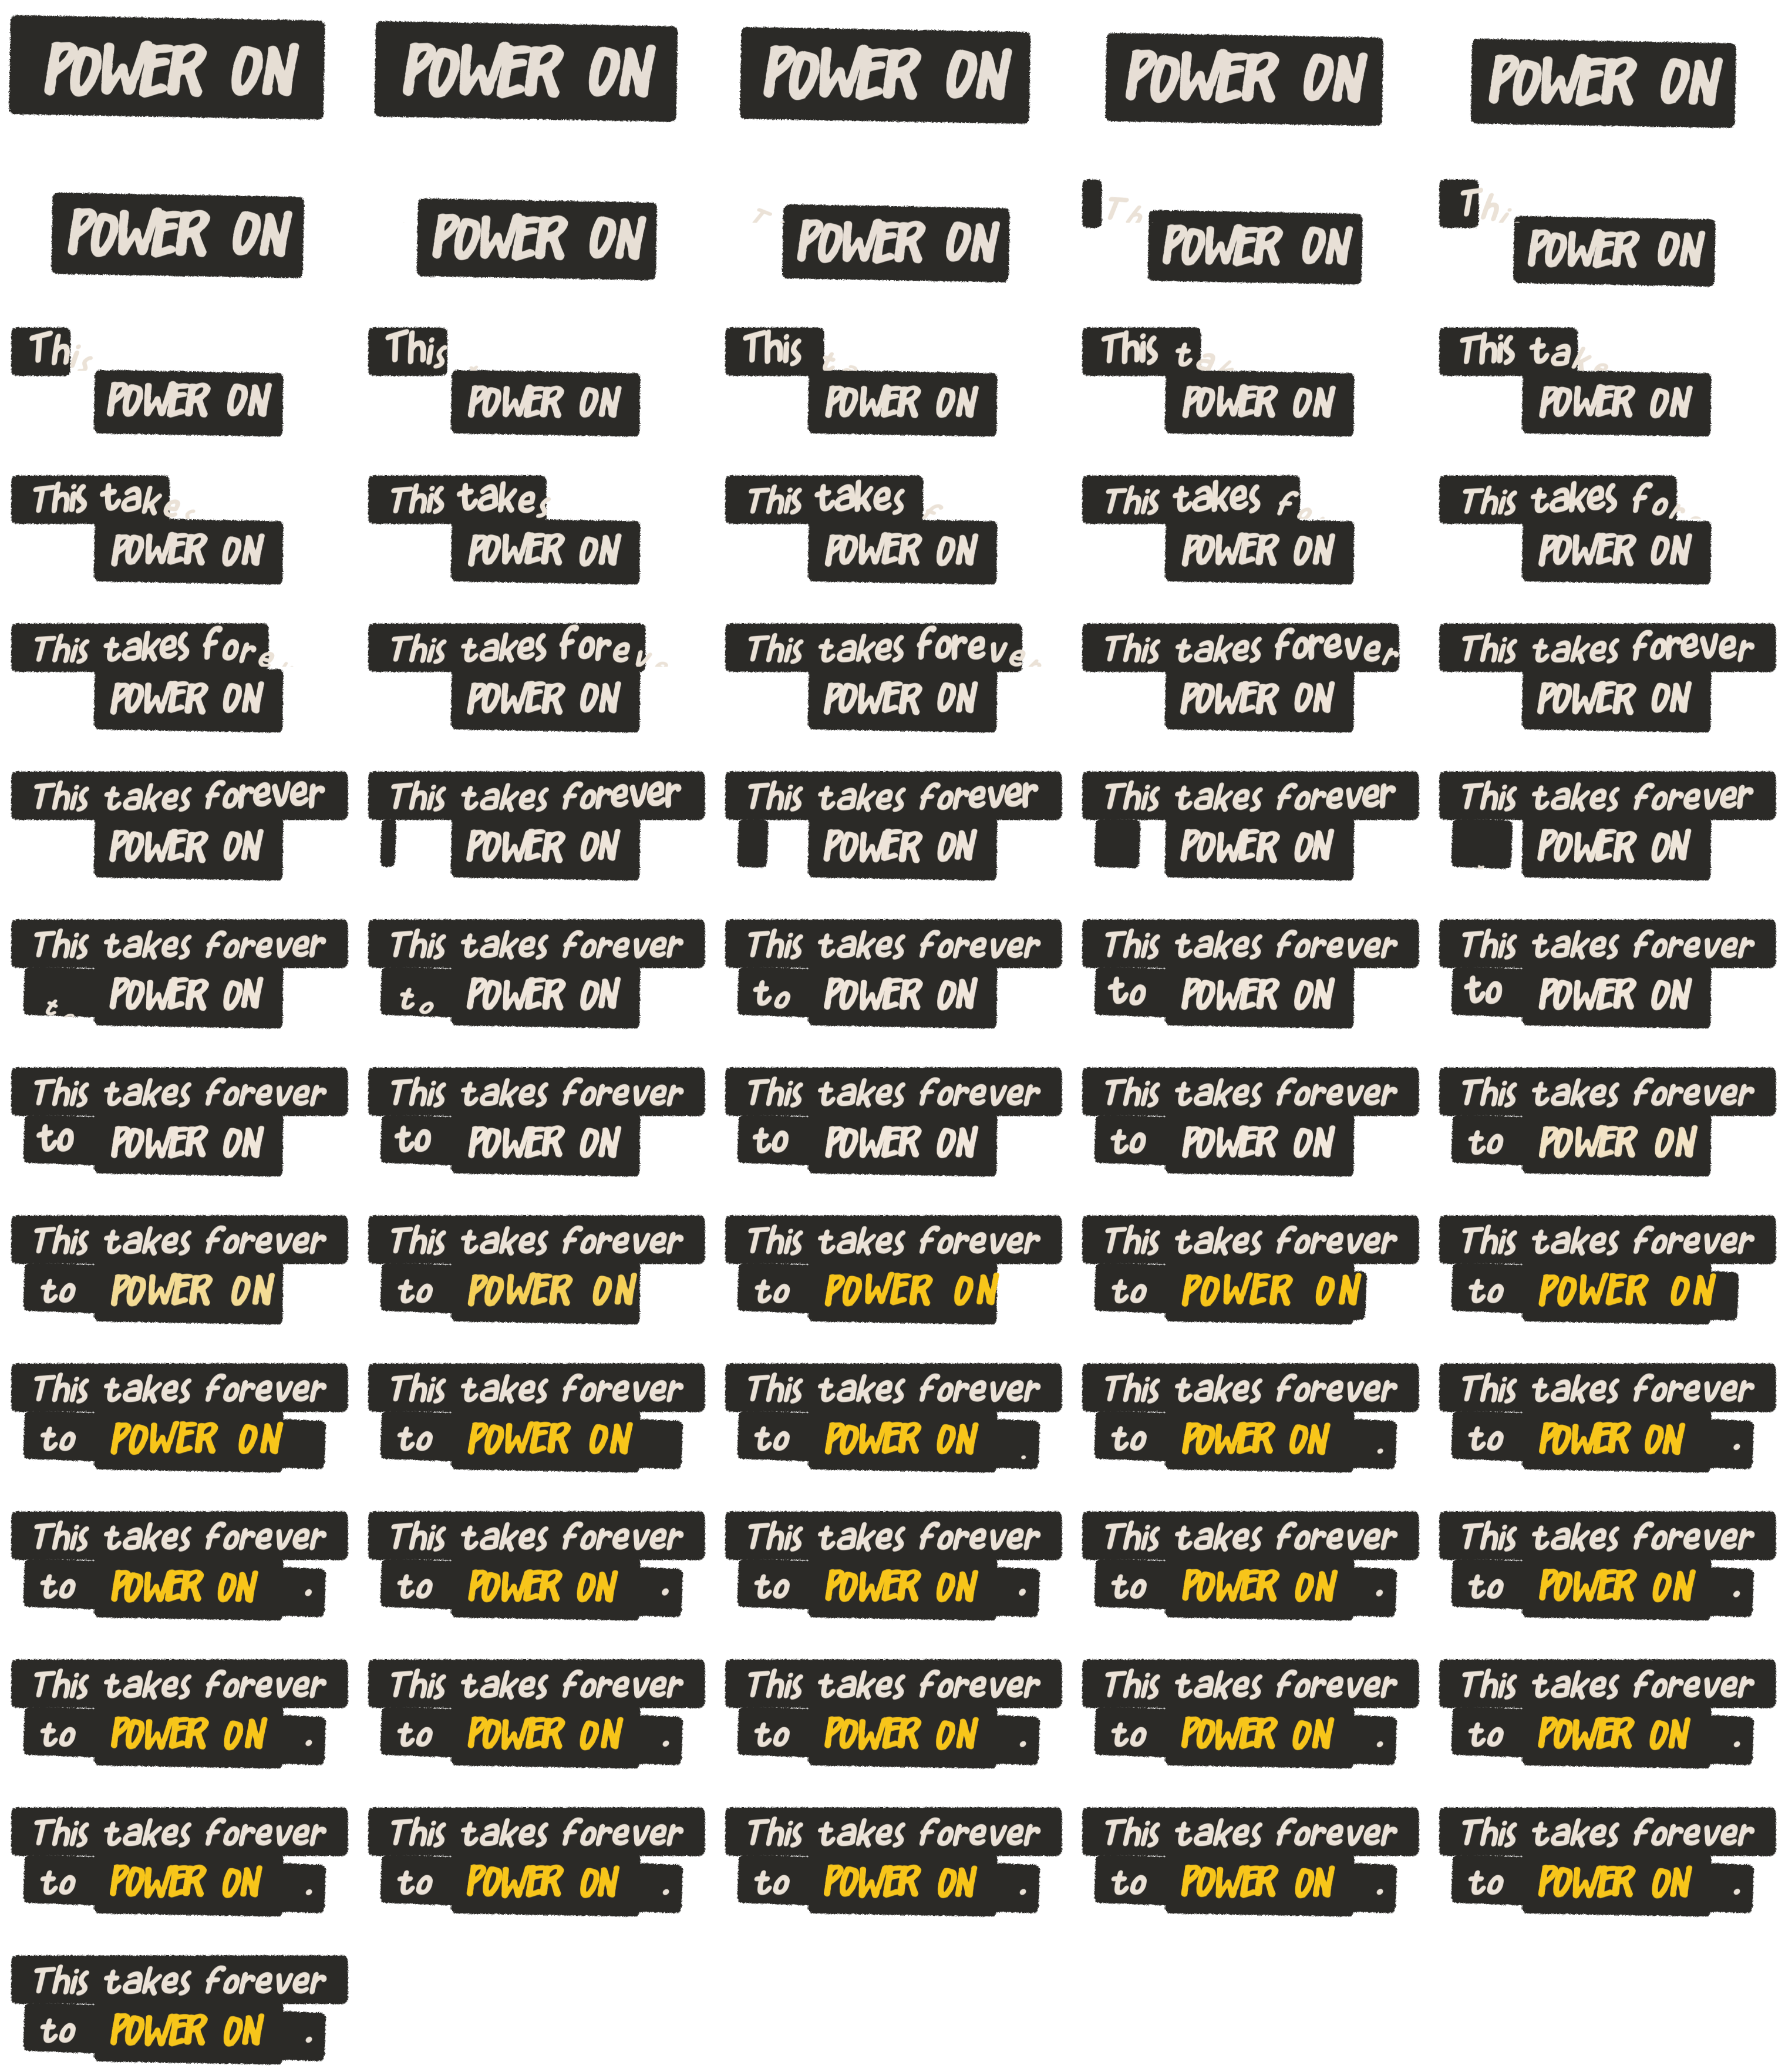 POWER ON POWER ON POWER ON POWER ON POWER ON
T Th Thi
POWER ON POWER ON POWER ON POWER ON POWER ON
This This This ta This tak This take
POWER ON POWER ON POWER ON POWER ON POWER ON
This takes This takes This takes f This takes fo This takes for
POWER ON POWER ON POWER ON POWER ON POWER ON
This takes fore This takes foreve This takes forever This takes forever This takes forever
POWER ON POWER ON POWER ON POWER ON POWER ON
This takes forever This takes forever This takes forever This takes forever This takes forever
POWER ON POWER ON POWER ON POWER ON POWER ON
This takes forever This takes forever This takes forever This takes forever This takes forever
to POWER ON to POWER ON to POWER ON to POWER ON to POWER ON
This takes forever This takes forever This takes forever This takes forever This takes forever
to POWER ON to POWER ON to POWER ON to POWER ON to POWER ON
This takes forever This takes forever This takes forever This takes forever This takes forever
to POWER ON to POWER ON to POWER ON to POWER ON to POWER ON
This takes forever This takes forever This takes forever This takes forever This takes forever
to POWER ON to POWER ON to POWER ON . to POWER ON . to POWER ON .
This takes forever This takes forever This takes forever This takes forever This takes forever
to POWER ON . to POWER ON . to POWER ON . to POWER ON . to POWER ON .
This takes forever This takes forever This takes forever This takes forever This takes forever
to POWER ON . to POWER ON . to POWER ON . to POWER ON . to POWER ON .
This takes forever This takes forever This takes forever This takes forever This takes forever
to POWER ON . to POWER ON . to POWER ON . to POWER ON . to POWER ON .
This takes forever
to POWER ON .